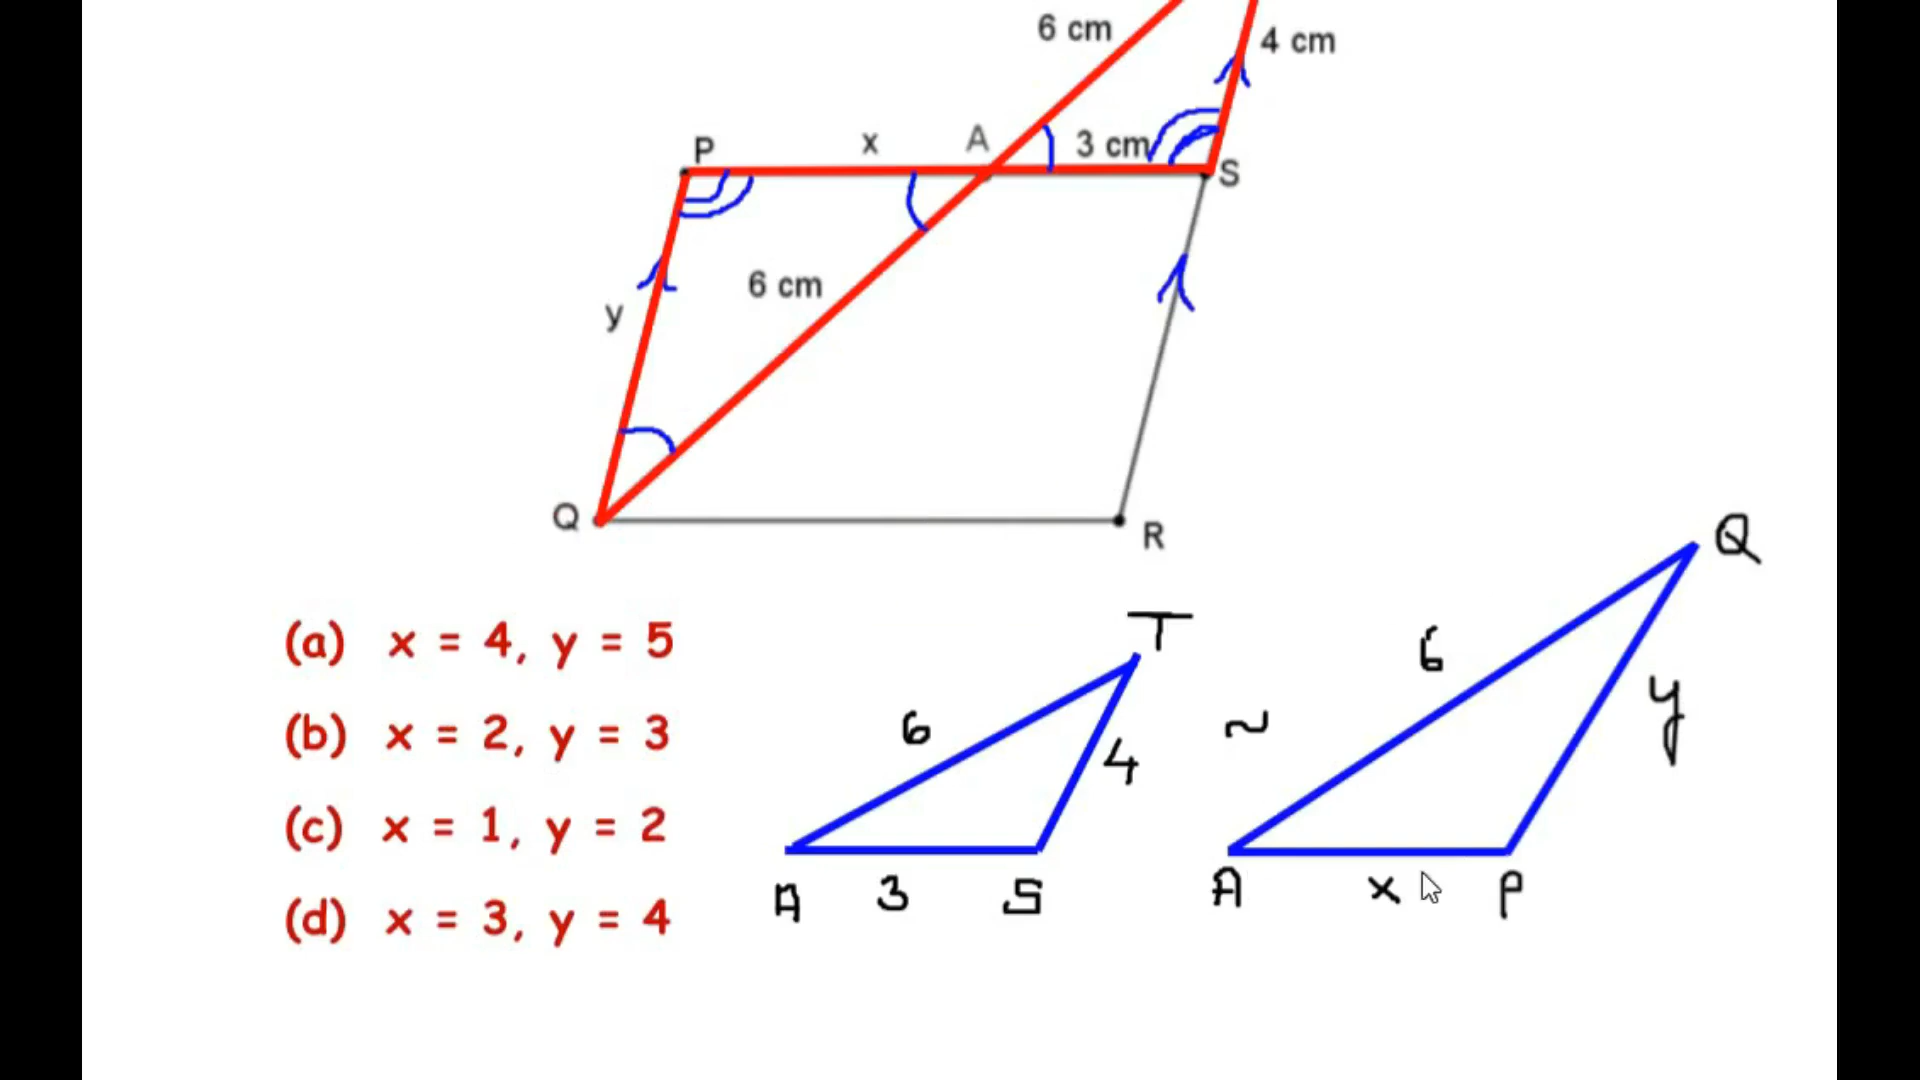 6 cm
4 cm
P x A 3 cm S
6 cm
y
Q R
(a) x = 4, y = 5
(b) x = 2, y = 3
(c) x = 1, y = 2
(d) x = 3, y = 4
T
6
4
A 3 S
~
Q
6
y
A x P